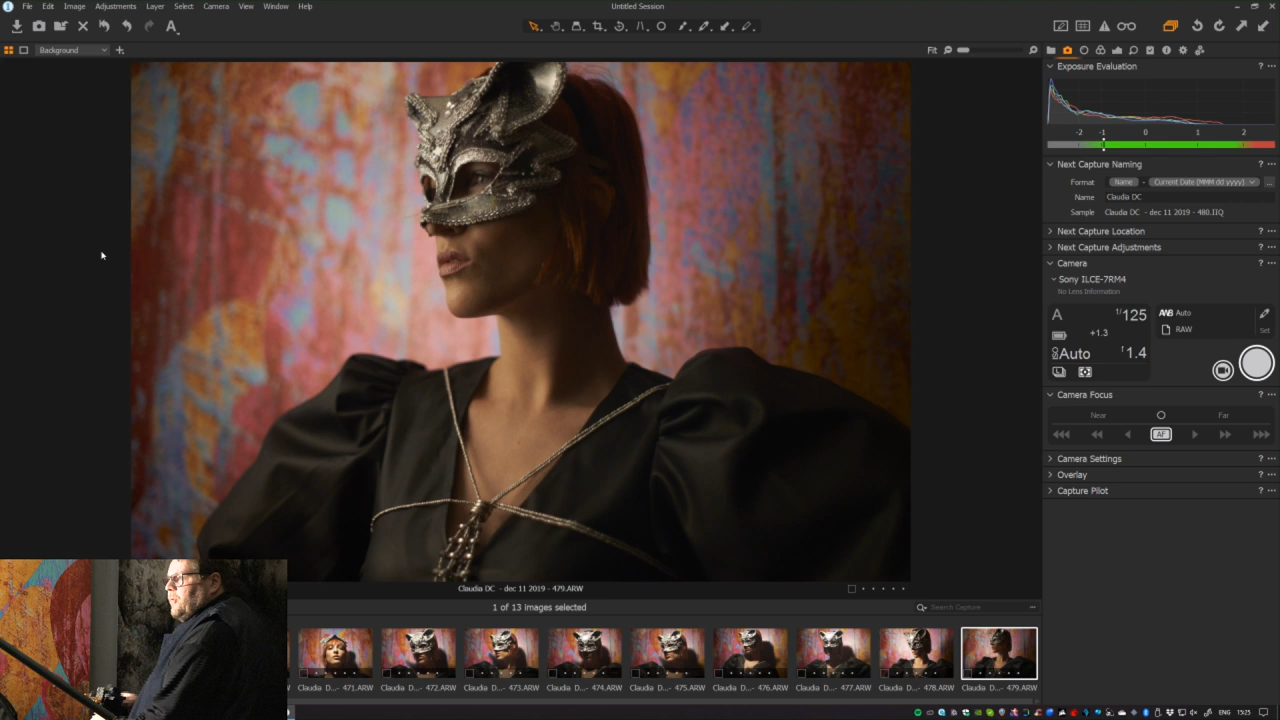 File Edit Image Adjustments Layer Select Camera View Window Help
Untitled Session
Background
Fit
Exposure Evaluation
-2 -1 0 1 2
Next Capture Naming
Format Name - Current Date (MMM dd yyyy) ...
Name Claudia DC
Sample Claudia DC - dec 11 2019 - 480.IIQ
Next Capture Location
Next Capture Adjustments
Camera
Sony ILCE-7RM4
No Lens Information
A 1/125
AWB Auto
+1.3
RAW
Set
Auto f 1.4
Camera Focus
Near Far
AF
Camera Settings
Overlay
Capture Pilot
Claudia DC - dec 11 2019 - 479.ARW
1 of 13 images selected
Search Capture
Claudia D...- 471.ARW
Claudia D...- 472.ARW
Claudia D...- 473.ARW
Claudia D...- 474.ARW
Claudia D...- 475.ARW
Claudia D...- 476.ARW
Claudia D...- 477.ARW
Claudia D...- 478.ARW
Claudia D...- 479.ARW
ENG 15:25